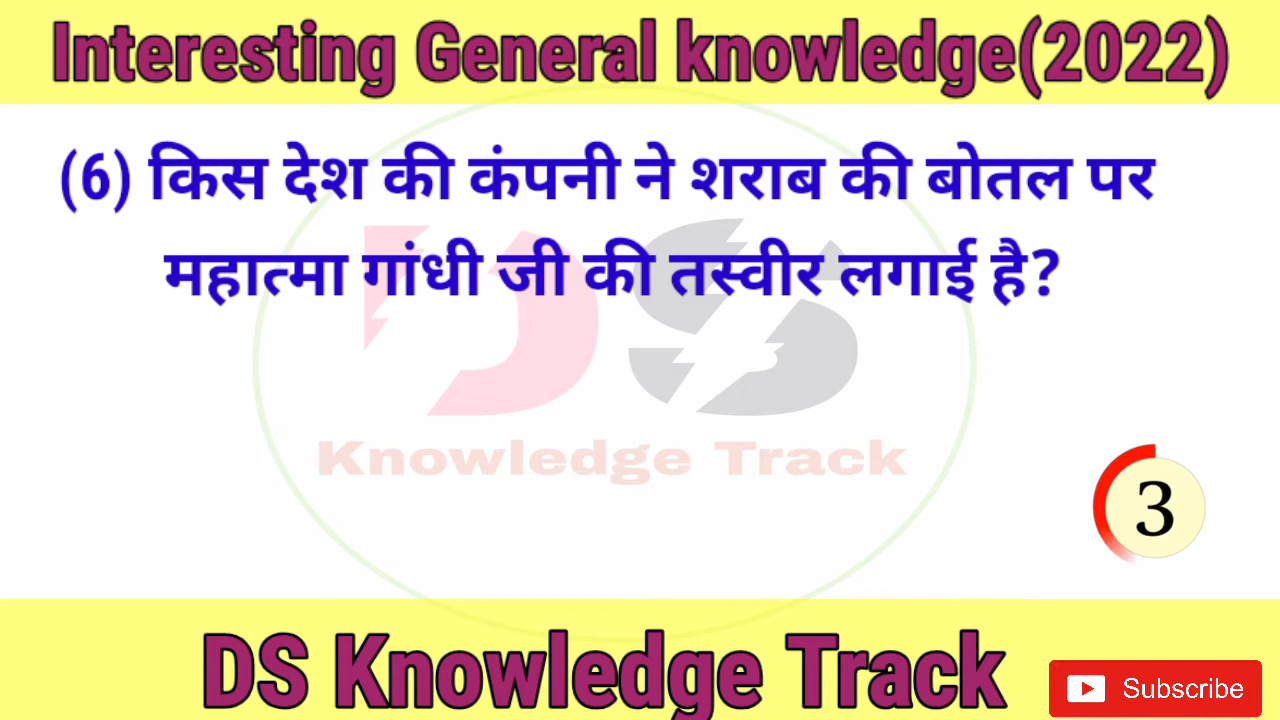 Interesting General knowledge(2022)
(6) किस देश की कंपनी ने शराब की बोतल पर
महात्मा गांधी जी की तस्वीर लगाई है?
DS
Knowledge Track
3
DS Knowledge Track
Subscribe